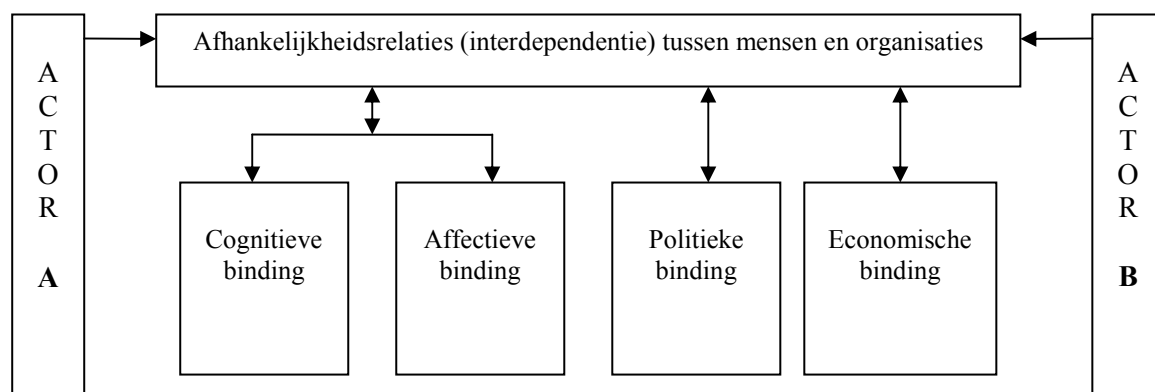 Afhankelijkheidsrelaties (interdependentie) tussen mensen en organisaties
A
C
T
O
R
A
Cognitieve
binding
Affectieve
binding
Politieke
binding
Economische
binding
A
C
T
O
R
B